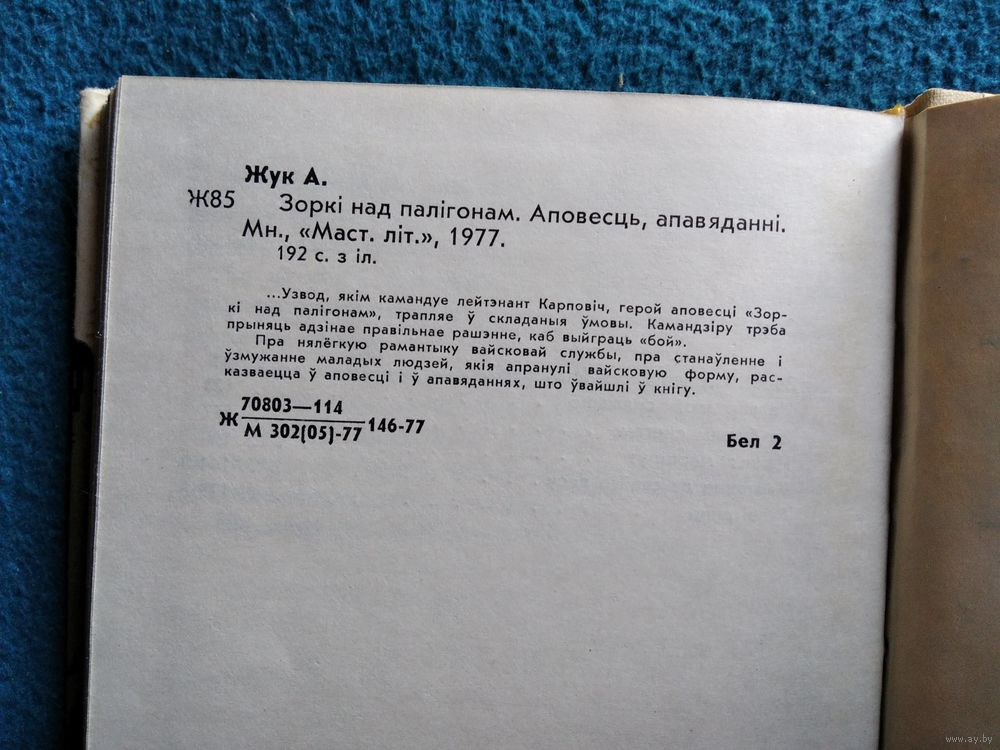 Жук А.
Ж85
Зоркі над палігонам. Аповесць, апавяданні.
Мн., «Маст. літ.», 1977.
192 с. з іл.
...Узвод, якім камандуе лейтэнант Карповіч, герой аповесці «Зор-
кі над палігонам», трапляе ў складаныя ўмовы. Камандзіру трэба
прыняць адзінае правільнае рашэнне, каб выйграць «бой».
Пра нялёгкую рамантыку вайсковай службы, пра станаўленне і
ўзмужанне маладых людзей, якія апранулі вайсковую форму, рас-
казваецца ў аповесці і ў апавяданнях, што ўвайшлі ў кнігу.
70803—114
Ж 146-77
М 302(05)-77
Бел 2
www.ay.by